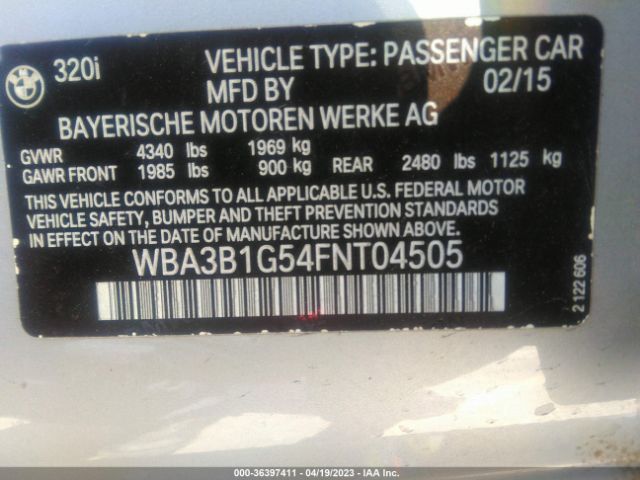 BMW
320i VEHICLE TYPE: PASSENGER CAR
MFD BY 02/15
BAYERISCHE MOTOREN WERKE AG
GVWR 4340 lbs 1969 kg
GAWR FRONT 1985 lbs 900 kg REAR 2480 lbs 1125 kg
THIS VEHICLE CONFORMS TO ALL APPLICABLE U.S. FEDERAL MOTOR
VEHICLE SAFETY, BUMPER AND THEFT PREVENTION STANDARDS
IN EFFECT ON THE DATE OF MANUFACTURE SHOWN ABOVE.
WBA3B1G54FNT04505
2 122 606
000-36397411 - 04/19/2023 - IAA Inc.